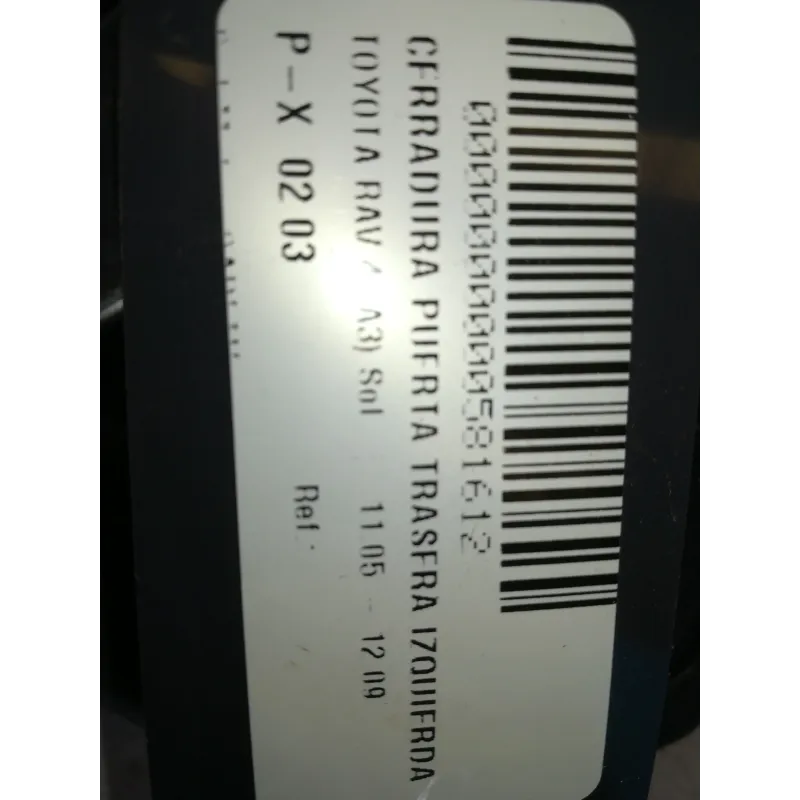 0000000000581612
CERRADURA PUERTA TRASERA IZQUIERDA
TOYOTA RAV 4 (A3) Sol 11.05 - 12.09
P-X 02 03 Ref.: